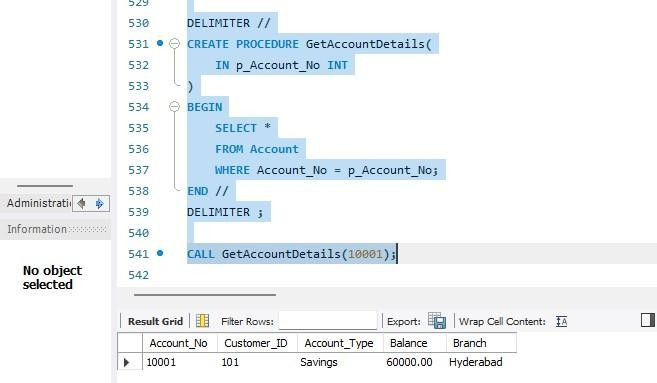 529
530 DELIMITER //
531 CREATE PROCEDURE GetAccountDetails(
532 IN p_Account_No INT
533 )
534 BEGIN
535 SELECT *
536 FROM Account
537 WHERE Account_No = p_Account_No;
538 END //
539 DELIMITER ;
540
541 CALL GetAccountDetails(10001);
542
Administrati
Information
No object
selected
Result Grid Filter Rows: Export: Wrap Cell Content:
Account_No Customer_ID Account_Type Balance Branch
10001 101 Savings 60000.00 Hyderabad